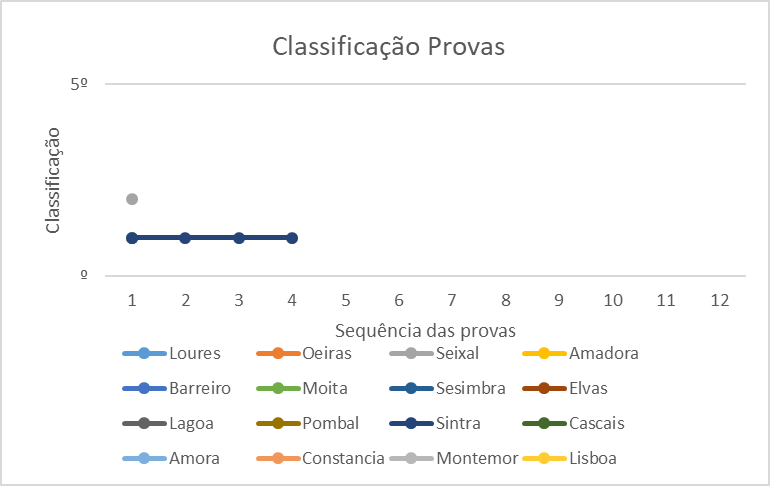 Classificação Provas
5º
Classificação
º
1 2 3 4 5 6 7 8 9 10 11 12
Sequência das provas
Loures Oeiras Seixal Amadora
Barreiro Moita Sesimbra Elvas
Lagoa Pombal Sintra Cascais
Amora Constancia Montemor Lisboa